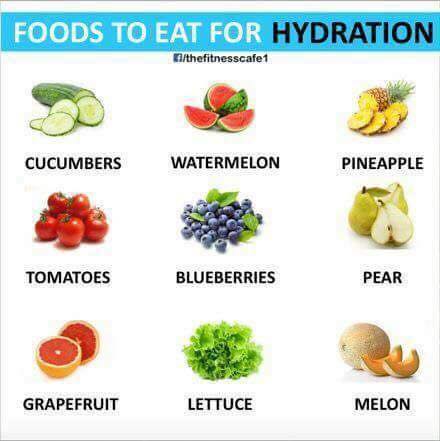 FOODS TO EAT FOR HYDRATION
f/thefitnesscafe1
CUCUMBERS WATERMELON PINEAPPLE
TOMATOES BLUEBERRIES PEAR
GRAPEFRUIT LETTUCE MELON